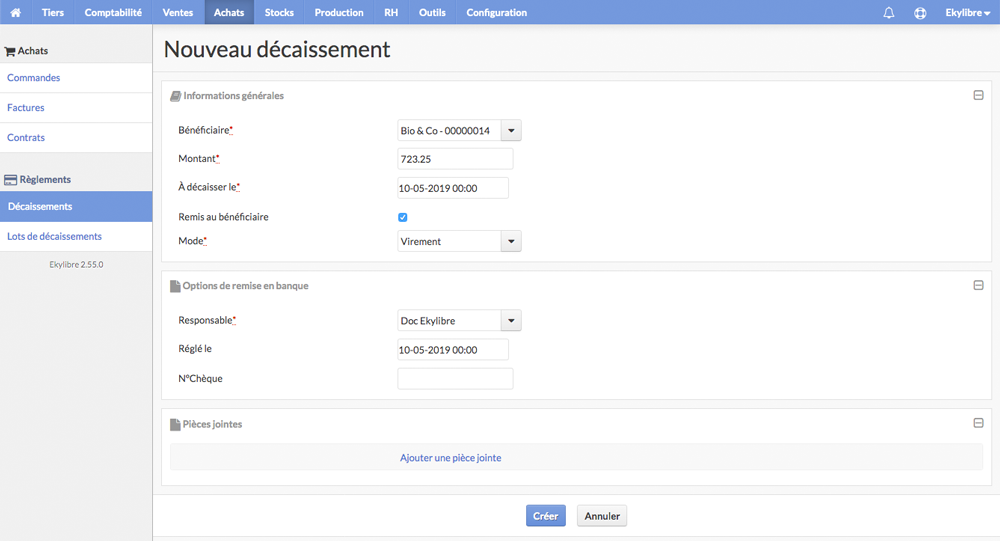 Tiers Comptabilité Ventes Achats Stocks Production RH Outils Configuration Ekylibre
Achats
Commandes
Factures
Contrats
Règlements
Décaissements
Lots de décaissements
Ekylibre 2.55.0
Nouveau décaissement
Informations générales
Bénéficiaire* Bio & Co - 00000014
Montant* 723.25
À décaisser le* 10-05-2019 00:00
Remis au bénéficiaire
Mode* Virement
Options de remise en banque
Responsable* Doc Ekylibre
Réglé le 10-05-2019 00:00
N°Chèque
Pièces jointes
Ajouter une pièce jointe
Créer Annuler